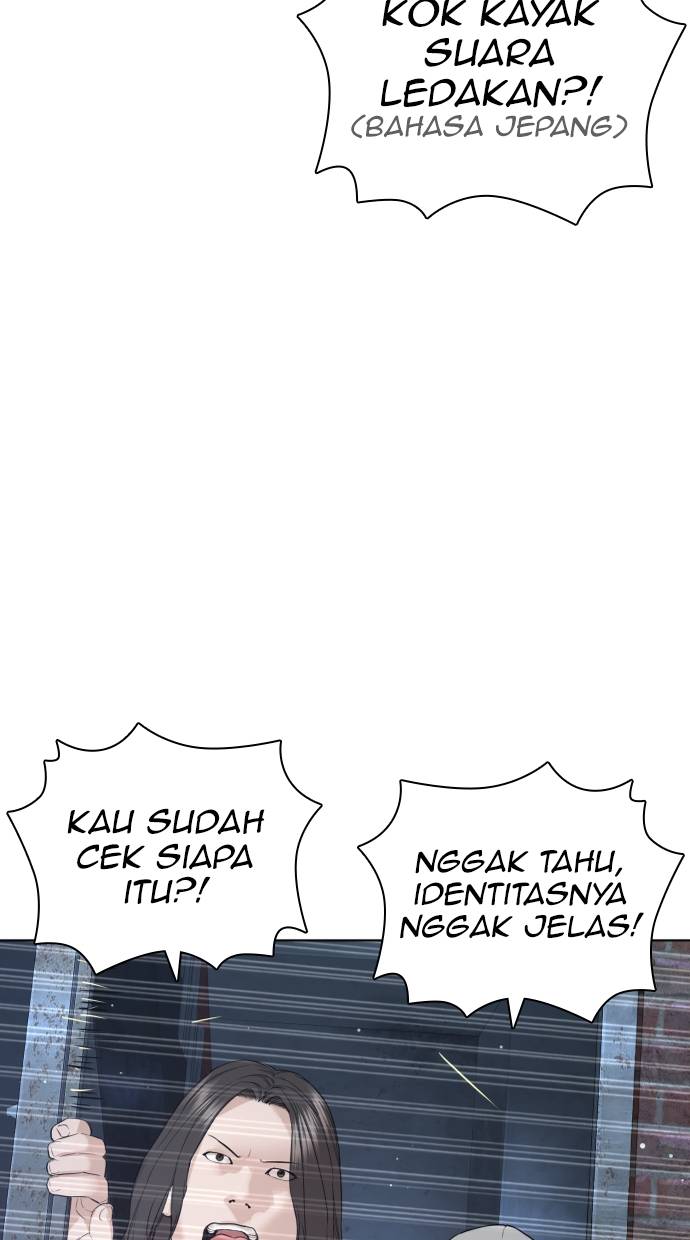 KOK KAYAK
SUARA
LEDAKAN?!
(BAHASA JEPANG)
KAU SUDAH
CEK SIAPA
ITU?!
NGGAK TAHU,
IDENTITASNYA
NGGAK JELAS!